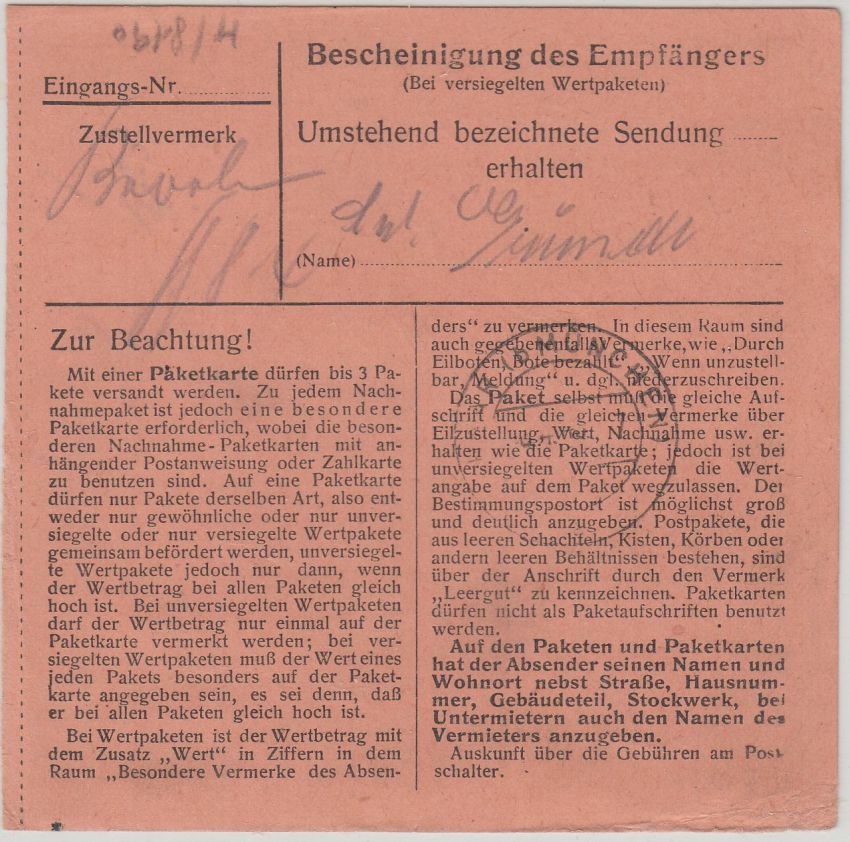 Eingangs-Nr.
Zustellvermerk
Bescheinigung des Empfängers
(Bei versiegelten Wertpaketen)
Umstehend bezeichnete Sendung
erhalten
(Name)
Zur Beachtung!
Mit einer Paketkarte dürfen bis 3 Pa-
kete versandt werden. Zu jedem Nach-
nahmepaket ist jedoch eine besondere
Paketkarte erforderlich, wobei die beson-
deren Nachnahme-Paketkarten mit an-
hängender Postanweisung oder Zahlkarte
zu benutzen sind. Auf eine Paketkarte
dürfen nur Pakete derselben Art, also ent-
weder nur gewöhnliche oder nur unver-
siegelte oder nur versiegelte Wertpakete
gemeinsam befördert werden, unversiegel-
te Wertpakete jedoch nur dann, wenn
der Wertbetrag bei allen Paketen gleich
hoch ist. Bei unversiegelten Wertpaketen
darf der Wertbetrag nur einmal auf der
Paketkarte vermerkt werden; bei ver-
siegelten Wertpaketen muß der Wert eines
jeden Pakets besonders auf der Paket-
karte angegeben sein, es sei denn, daß
er bei allen Paketen gleich hoch ist.
Bei Wertpaketen ist der Wertbetrag mit
dem Zusatz „Wert“ in Ziffern in dem
Raum „Besondere Vermerke des Absen-
ders“ zu vermerken. In diesem Raum sind
auch gegebenenfalls Vermerke, wie „Durch
Eilboten, Bote bezahlt“, „Wenn unzustell-
bar, Meldung“ u. dgl. niederzuschreiben.
Das Paket selbst muß die gleiche Auf-
schrift und die gleichen Vermerke über
Eilzustellung, Wert, Nachnahme usw. er-
halten wie die Paketkarte; jedoch ist bei
unversiegelten Wertpaketen die Wert-
angabe auf dem Paket wegzulassen. Der
Bestimmungspostort ist möglichst groß
und deutlich anzugeben. Postpakete, die
aus leeren Schachteln, Kisten, Körben oder
andern leeren Behältnissen bestehen, sind
über der Anschrift durch den Vermerk
„Leergut“ zu kennzeichnen. Paketkarten
dürfen nicht als Paketaufschriften benutzt
werden.
Auf den Paketen und Paketkarten
hat der Absender seinen Namen und
Wohnort nebst Straße, Hausnum-
mer, Gebäudeteil, Stockwerk, bei
Untermietern auch den Namen des
Vermieters anzugeben.
Auskunft über die Gebühren am Post-
schalter.